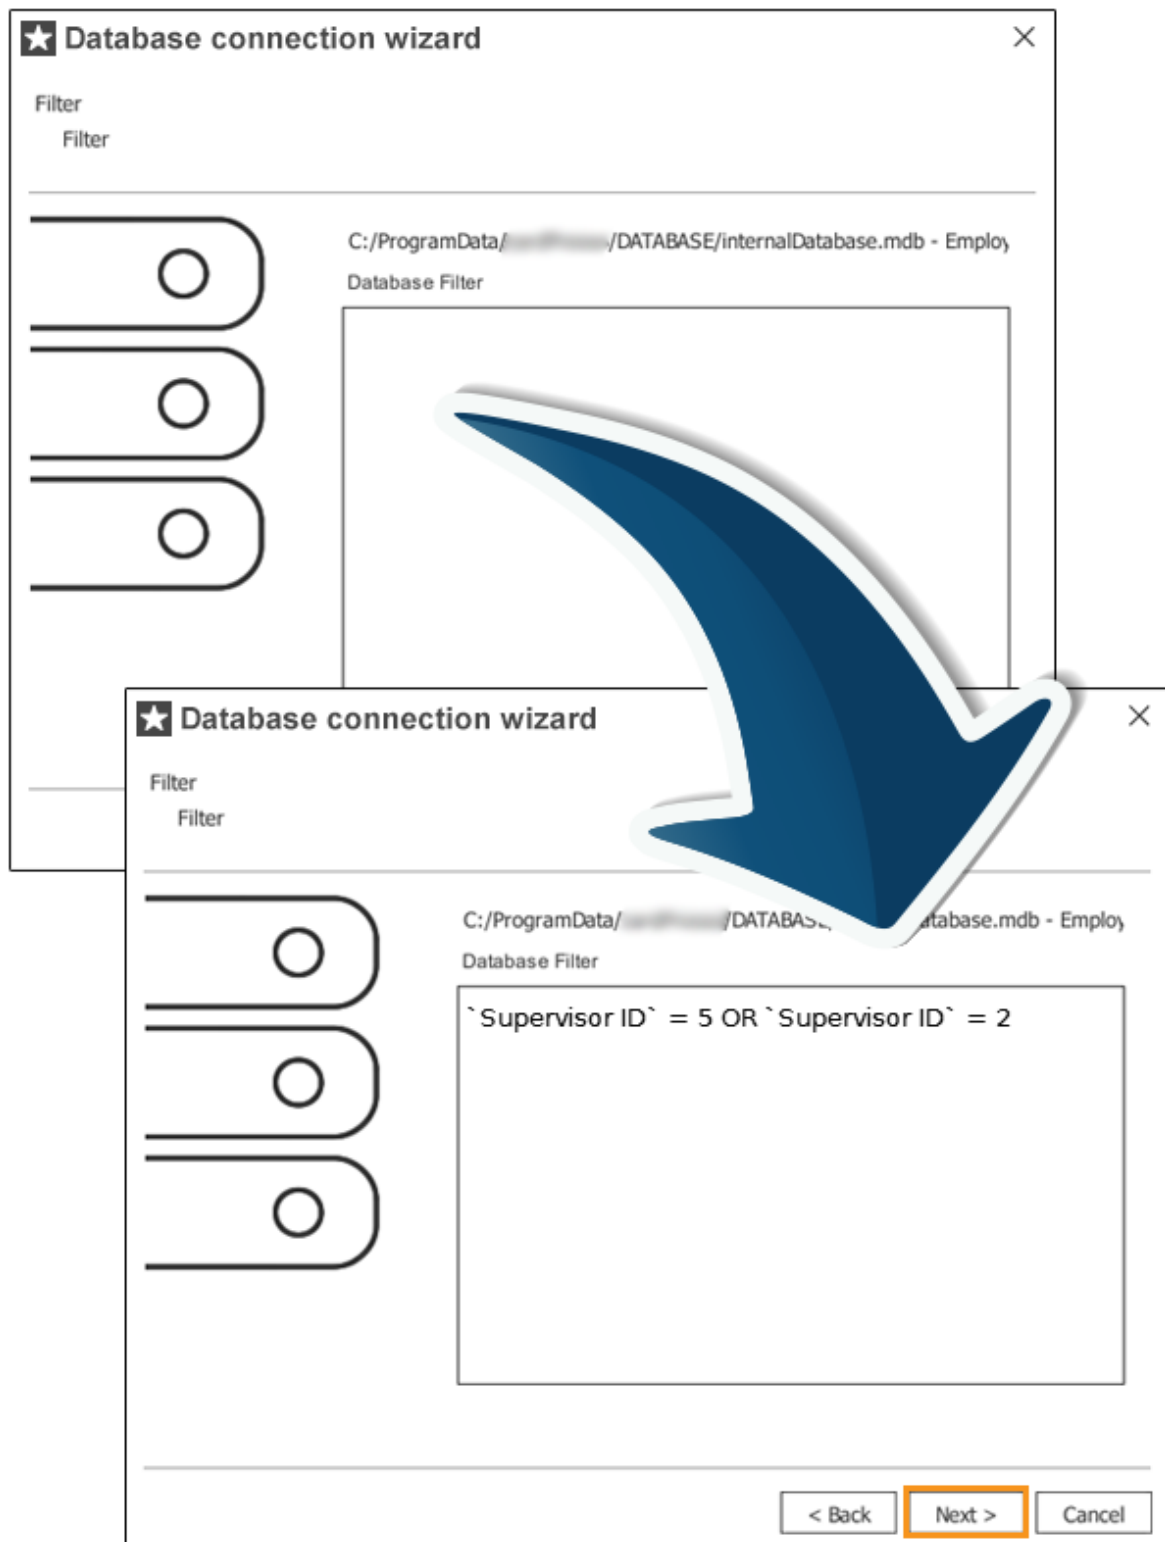 Database connection wizard
Filter
Filter
C:/ProgramData/ /DATABASE/internalDatabase.mdb - Employ
Database Filter
Database connection wizard
Filter
Filter
C:/ProgramData/ /DATABASE atabase.mdb - Employ
Database Filter
`Supervisor ID` = 5 OR `Supervisor ID` = 2
< Back
Next >
Cancel